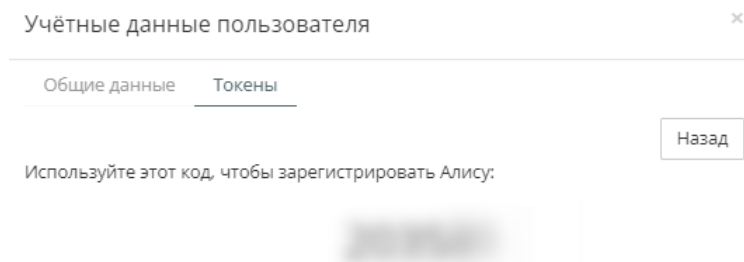 Учётные данные пользователя
×
Общие данные Токены
Назад
Используйте этот код, чтобы зарегистрировать Алису: